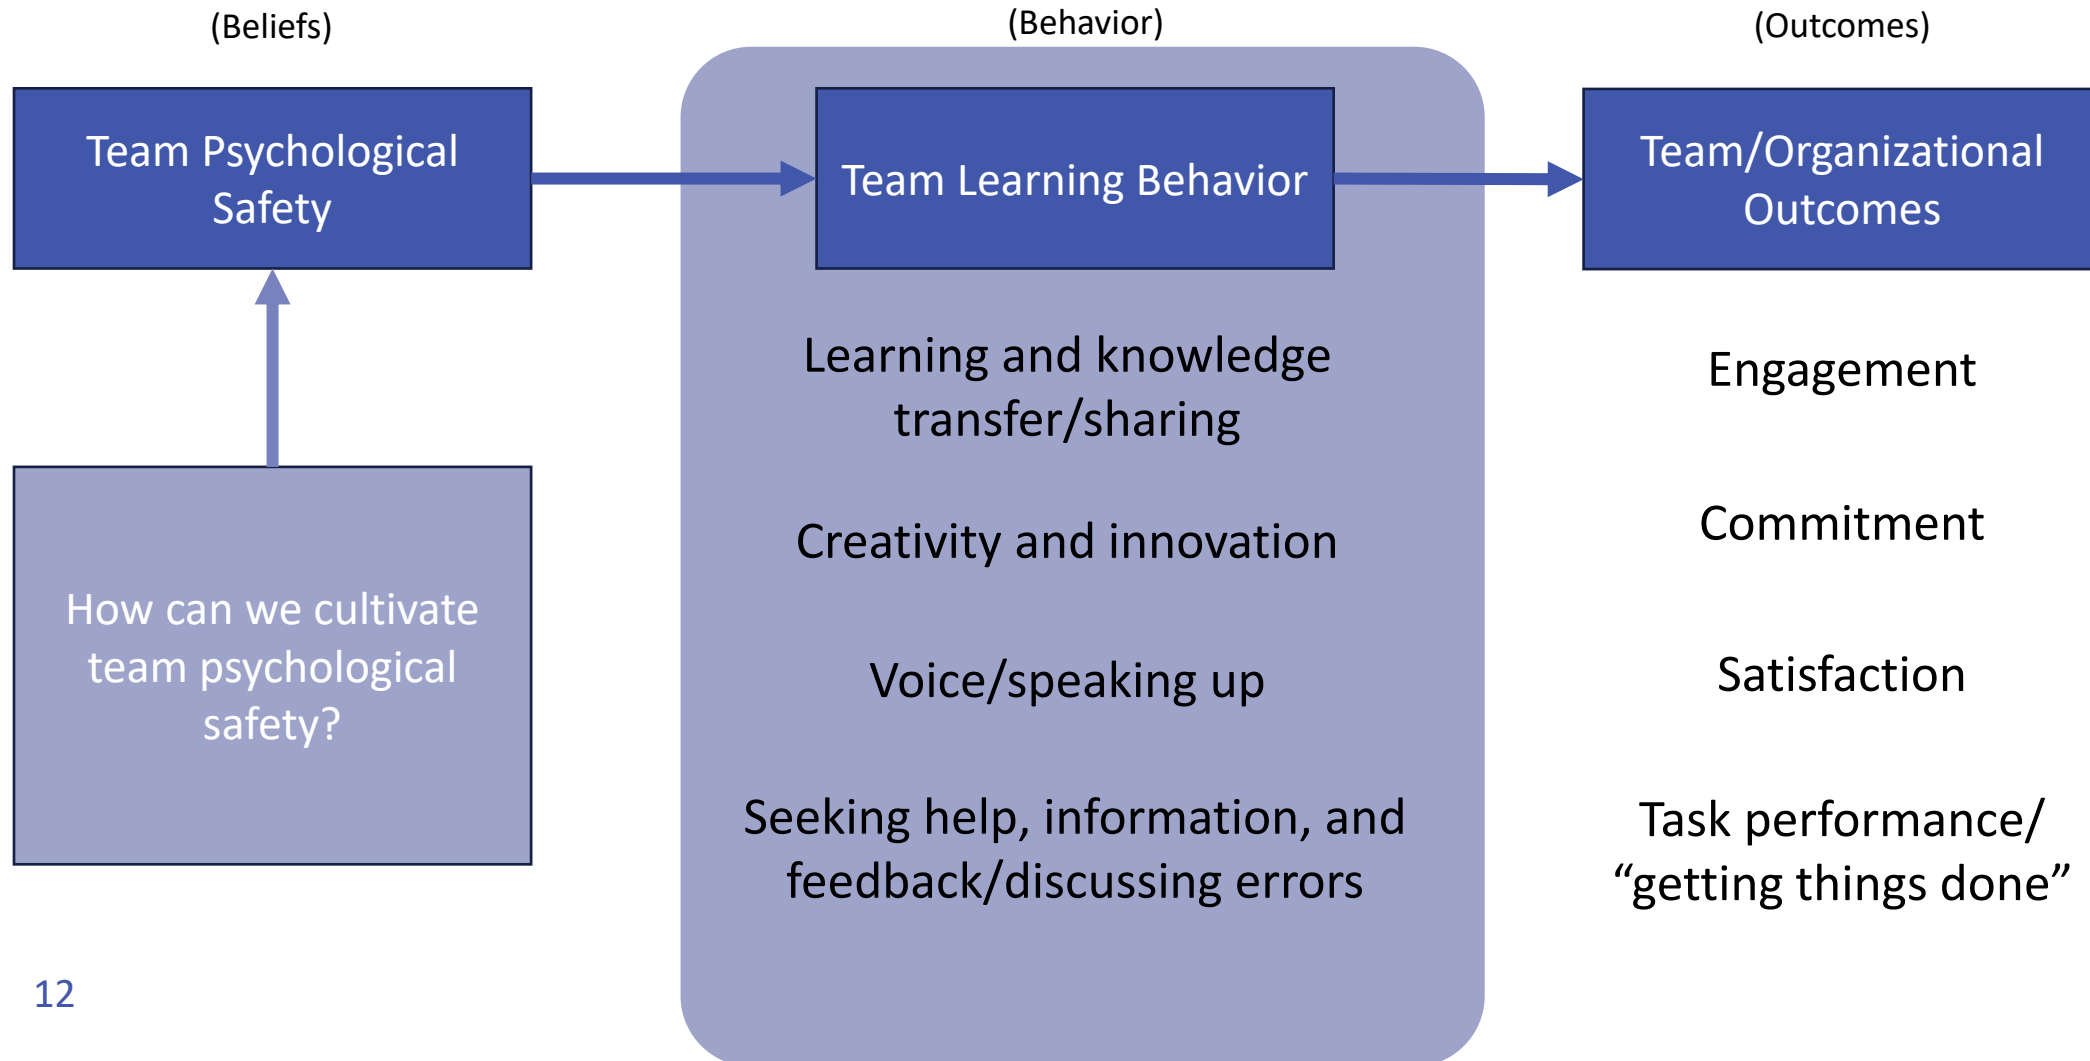 (Beliefs)
(Behavior)
(Outcomes)
Team Psychological
Safety
Team Learning Behavior
Team/Organizational
Outcomes
How can we cultivate
team psychological
safety?
Learning and knowledge
transfer/sharing
Creativity and innovation
Voice/speaking up
Seeking help, information, and
feedback/discussing errors
Engagement
Commitment
Satisfaction
Task performance/
“getting things done”
12